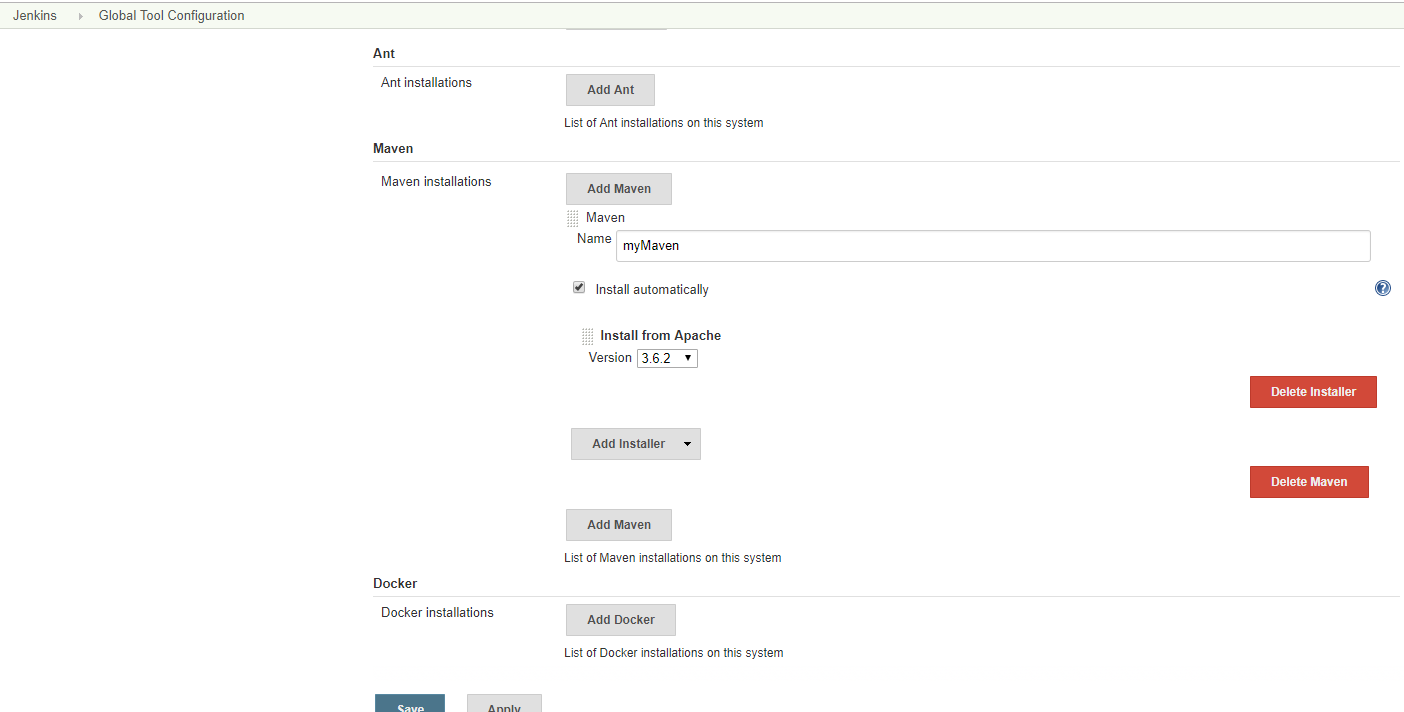 Jenkins Global Tool Configuration
Ant
Ant installations
Add Ant
List of Ant installations on this system
Maven
Maven installations
Add Maven
Maven
Name myMaven
Install automatically
?
Install from Apache
Version 3.6.2
Delete Installer
Add Installer
Delete Maven
Add Maven
List of Maven installations on this system
Docker
Docker installations
Add Docker
List of Docker installations on this system
Save Apply